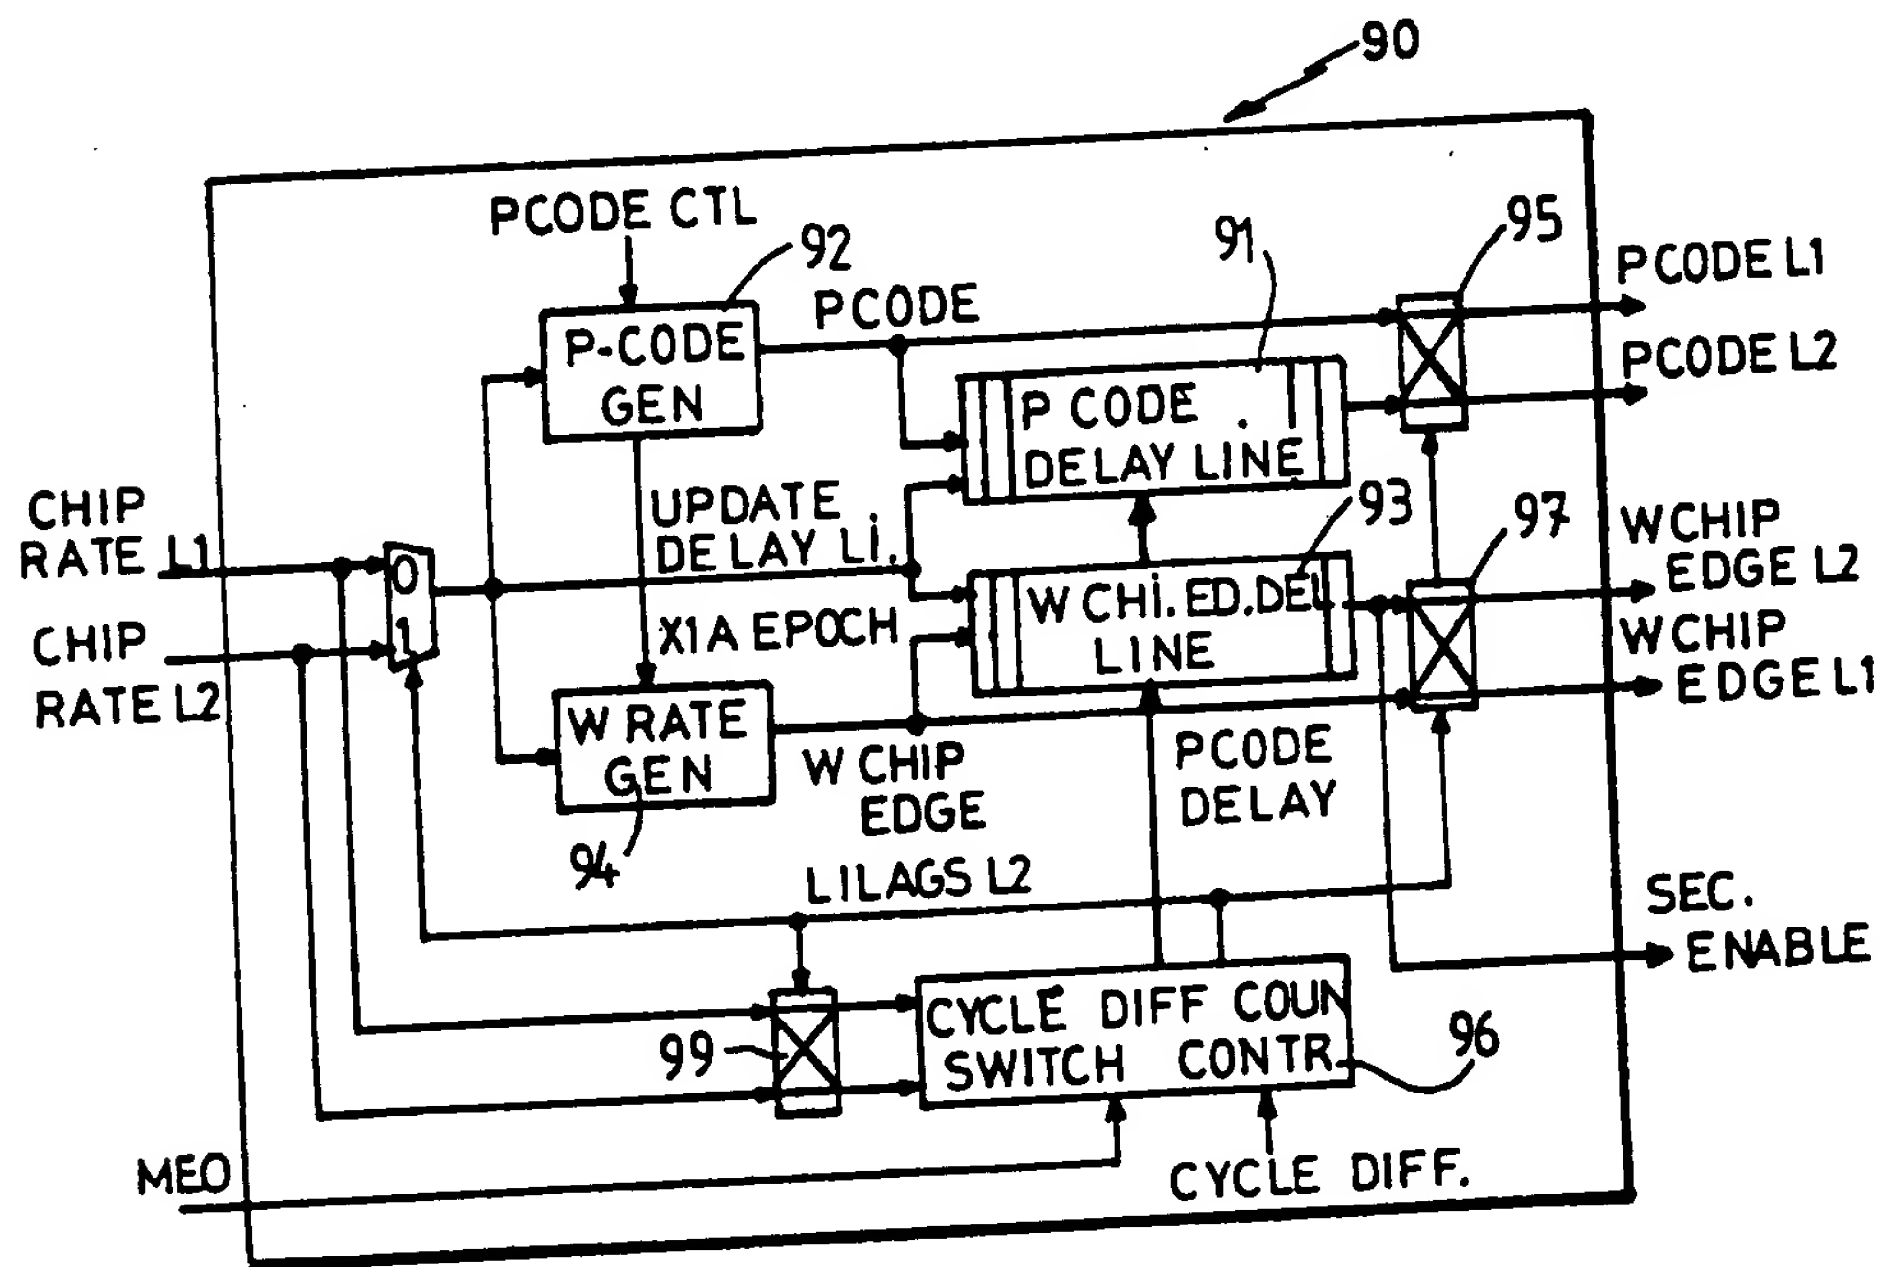 90
PCODE CTL
92
91
95
PCODE L1
PCODE
P-CODE
GEN
PCODE L2
P CODE
DELAY LINE
CHIP
RATE L1
UPDATE
DELAY LI.
93
97
W CHIP
EDGE L2
0
1
W CHI. ED. DEL
LINE
X1A EPOCH
CHIP
RATE L2
W CHIP
EDGE L1
W RATE
GEN
W CHIP
EDGE
PCODE
DELAY
94
LILAGS L2
SEC.
ENABLE
CYCLE DIFF COUN
SWITCH CONTR
99
96
MEO
CYCLE DIFF.